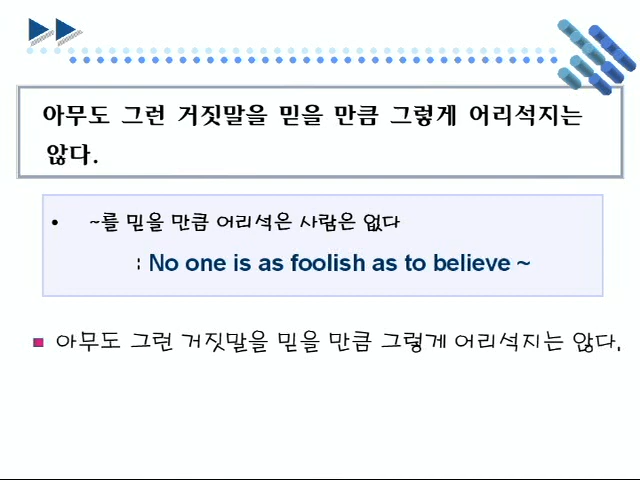 아무도 그런 거짓말을 믿을 만큼 그렇게 어리석지는
않다.
• ~를 믿을 만큼 어리석은 사람은 없다
: No one is as foolish as to believe ~
아무도 그런 거짓말을 믿을 만큼 그렇게 어리석지는 않다.